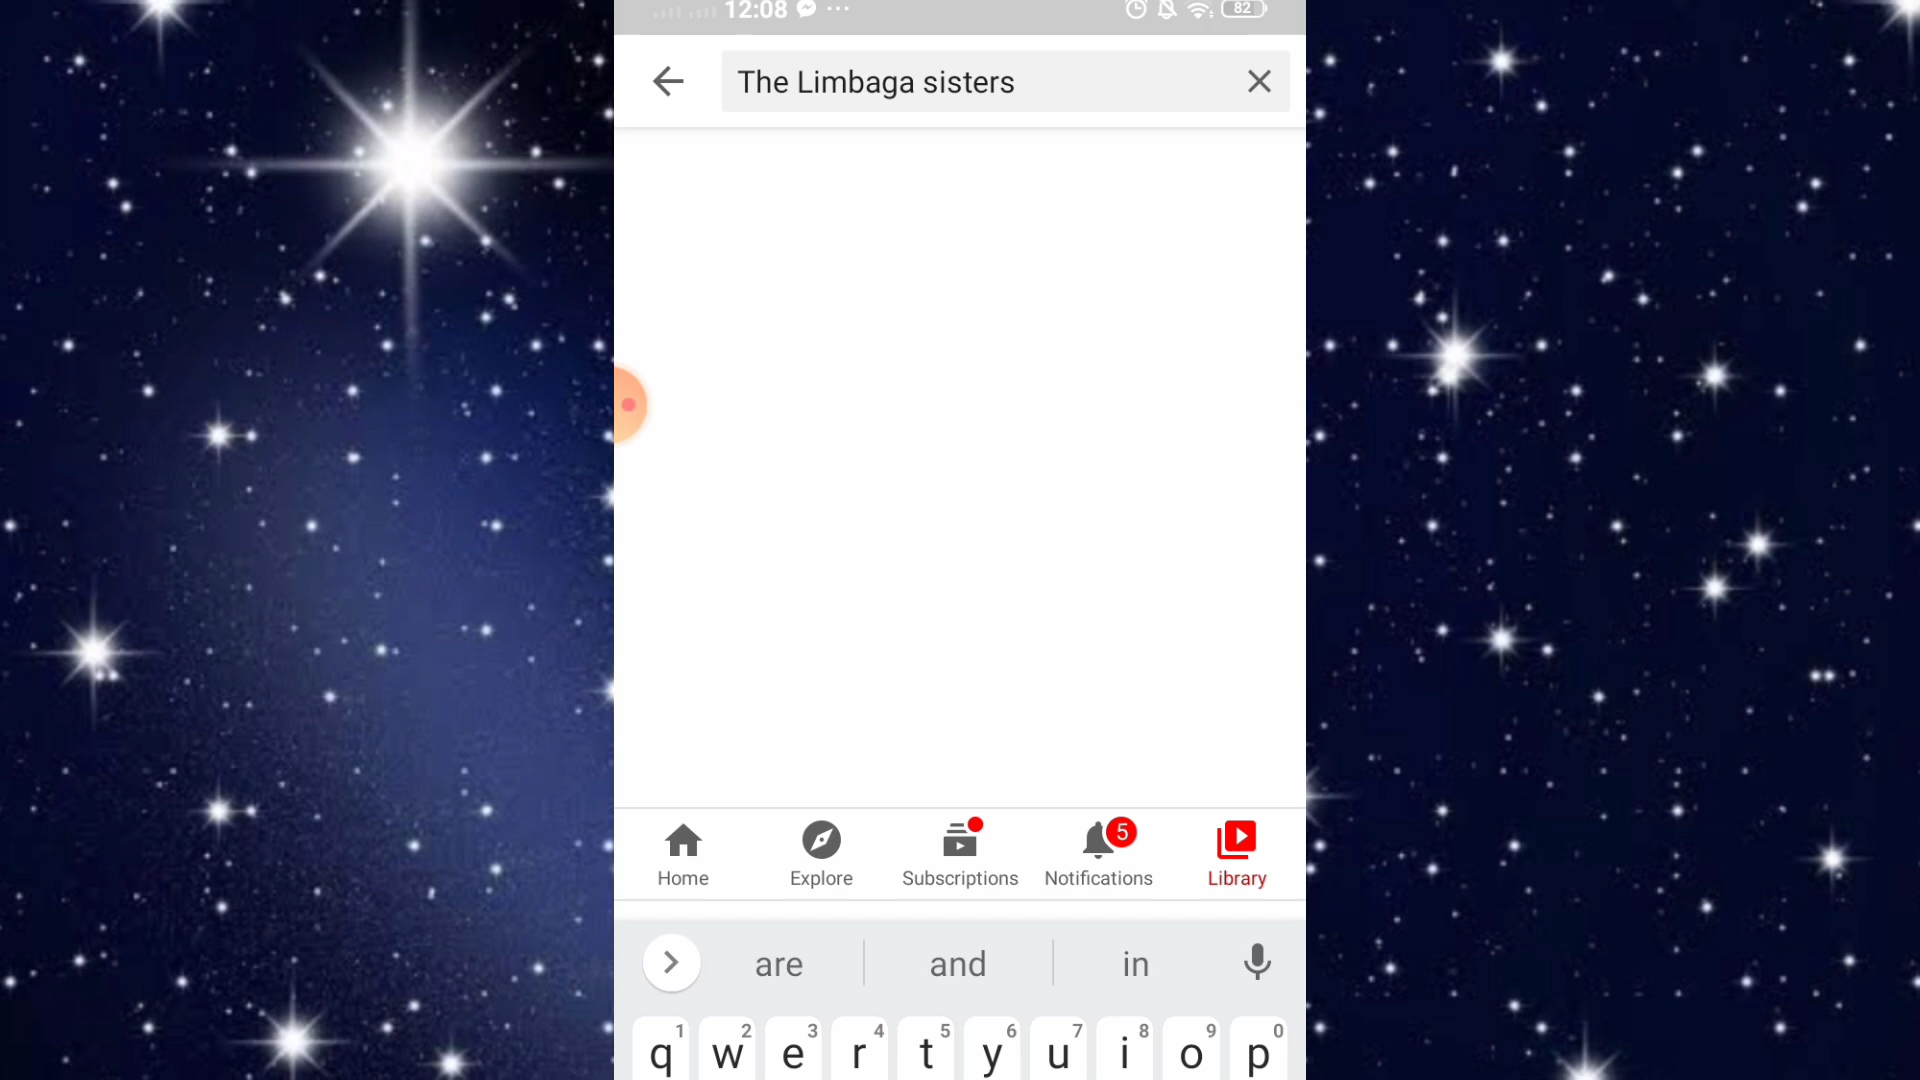 12:08 ... 82
The Limbaga sisters
Home Explore Subscriptions 5 Notifications Library
are and in
1 2 3 4 5 6 7 8 9 0
q w e r t y u i o p